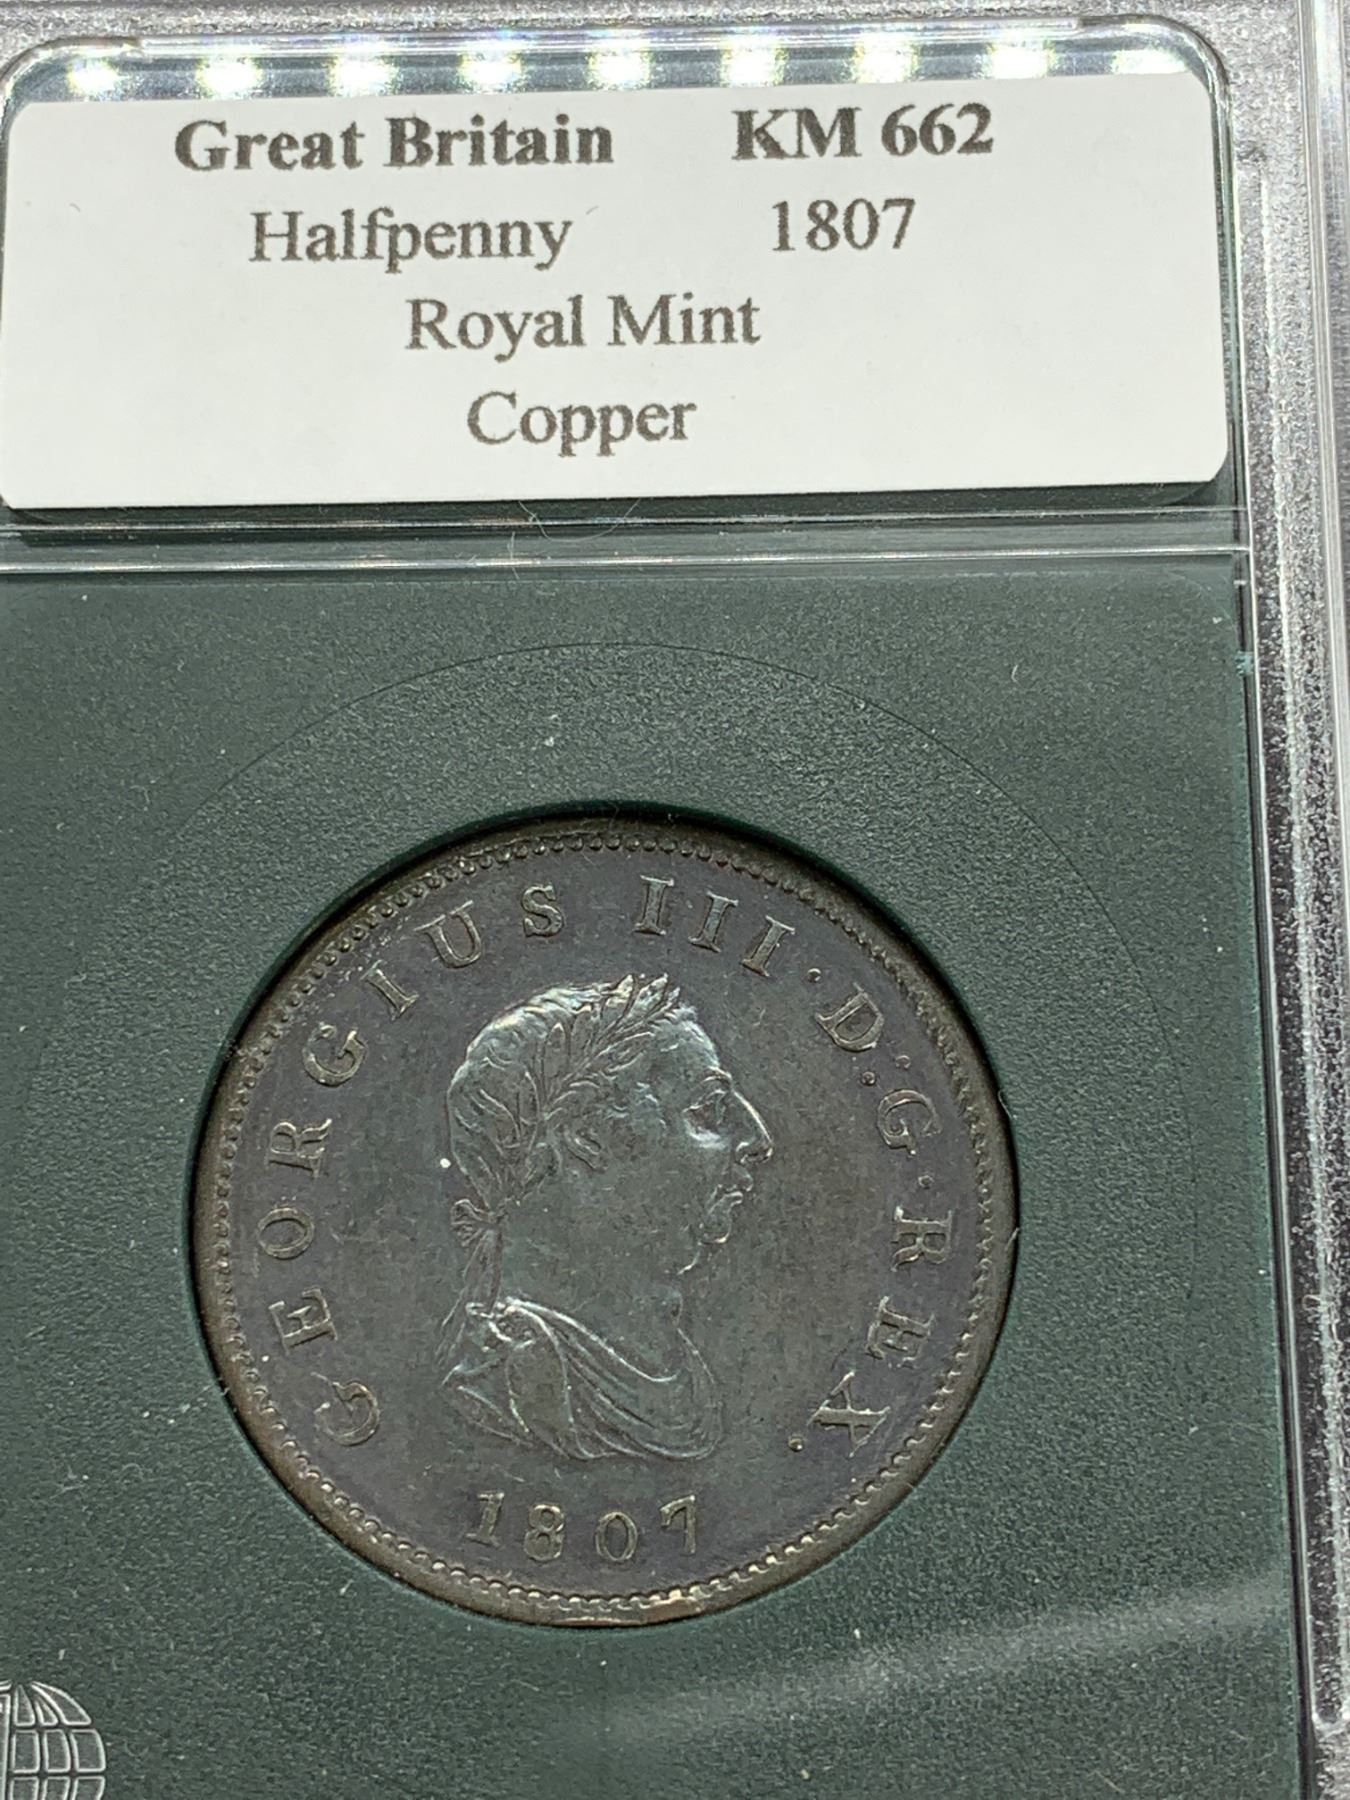 Great Britain KM 662
Halfpenny 1807
Royal Mint
Copper
GEORGIUS III·D:G·REX.
1807